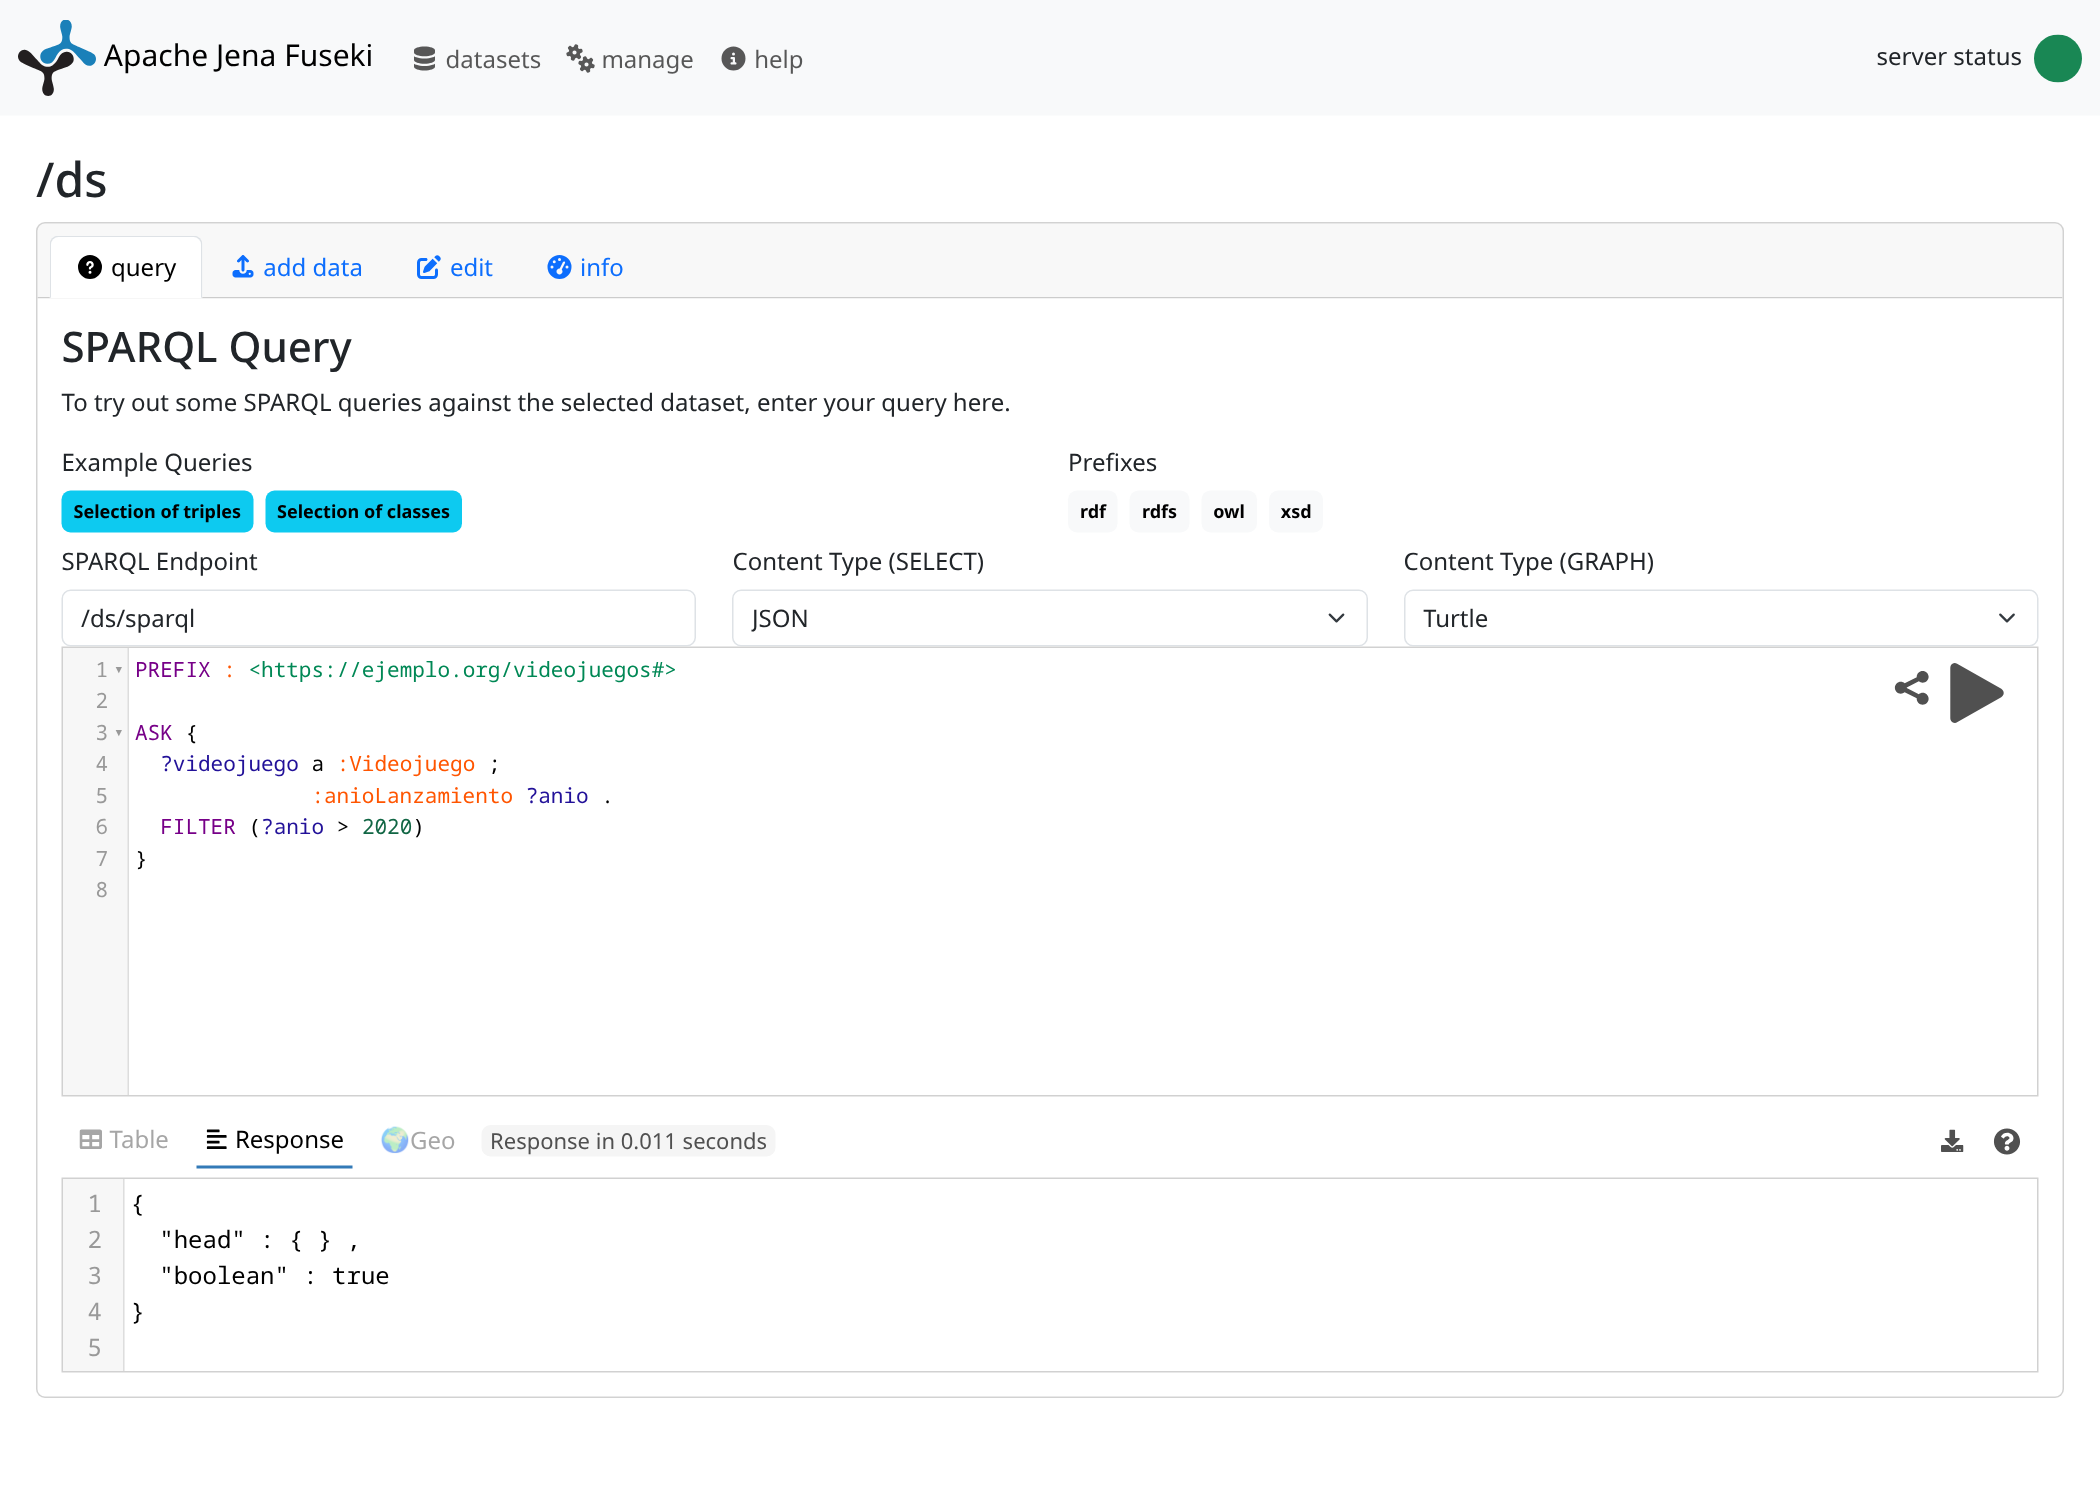 Apache Jena Fuseki datasets manage help server status
/ds
query add data edit info
SPARQL Query
To try out some SPARQL queries against the selected dataset, enter your query here.
Example Queries Prefixes
Selection of triples Selection of classes rdf rdfs owl xsd
SPARQL Endpoint Content Type (SELECT) Content Type (GRAPH)
/ds/sparql JSON Turtle
1 PREFIX : <https://ejemplo.org/videojuegos#>
2
3 ASK {
4   ?videojuego a :Videojuego ;
5               :anioLanzamiento ?anio .
6   FILTER (?anio > 2020)
7 }
8
Table Response Geo Response in 0.011 seconds
1 {
2   "head" : { } ,
3   "boolean" : true
4 }
5